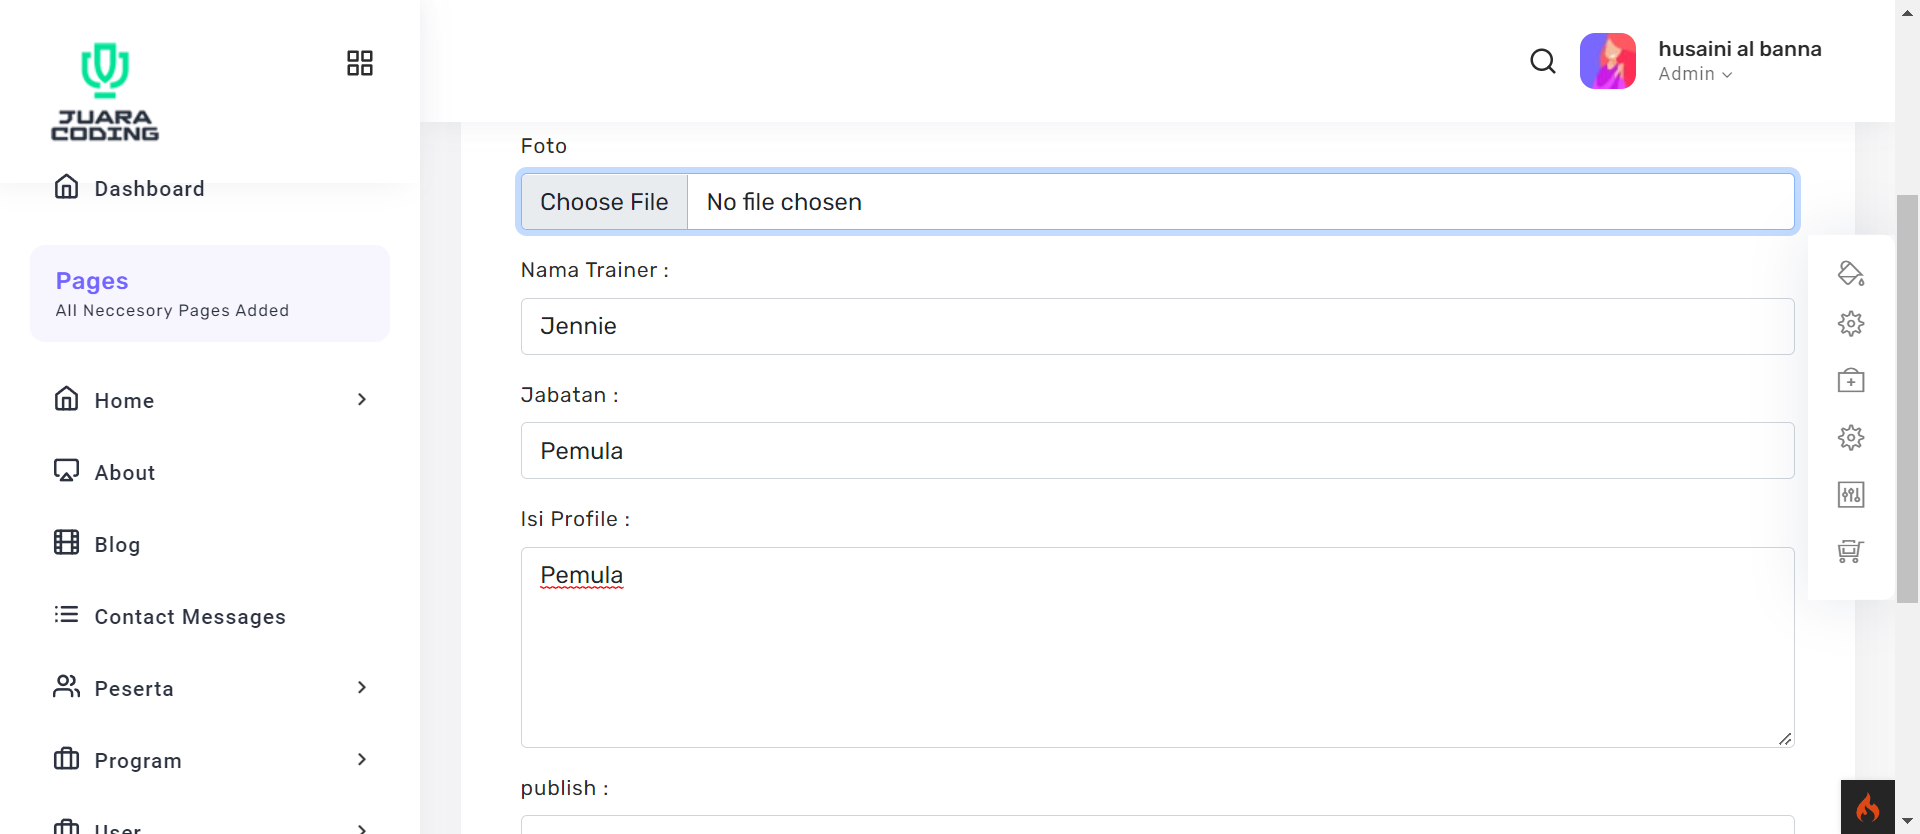 JUARA
CODING
Dashboard
Pages
All Neccesory Pages Added
Home
About
Blog
Contact Messages
Peserta
Program
User
husaini al banna
Admin
Foto
Choose File
No file chosen
Nama Trainer :
Jennie
Jabatan :
Pemula
Isi Profile :
Pemula
publish :